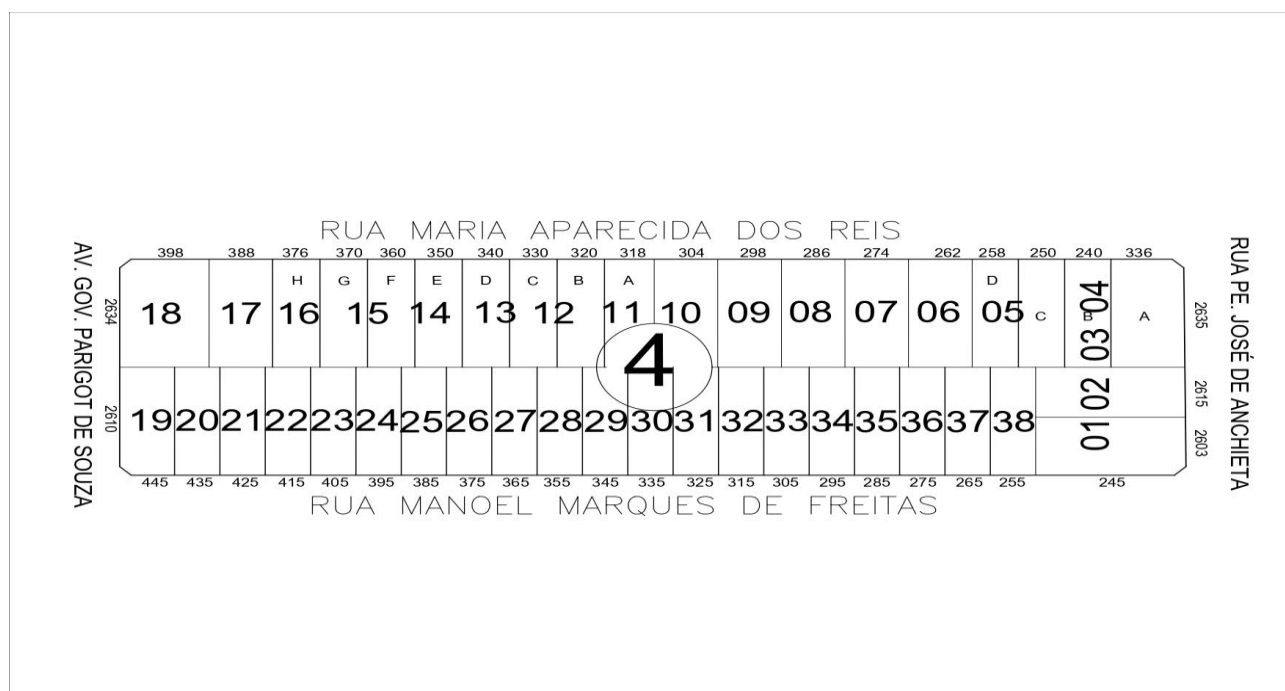 RUA MARIA APARECIDA DOS REIS
398 388 376 370 360 350 340 330 320 318 304 298 286 274 262 258 250 240 336
H G F E D C B A D
AV. GOV. PARIGOT DE SOUZA
2634
18 17 16 15 14 13 12 11 10 09 08 07 06 05 C B A
03 04
2635
RUA PE. JOSÉ DE ANCHIETA
4
2610
19 20 21 22 23 24 25 26 27 28 29 30 31 32 33 34 35 36 37 38
01 02
2615
2603
445 435 425 415 405 395 385 375 365 355 345 335 325 315 305 295 285 275 265 255 245
RUA MANOEL MARQUES DE FREITAS